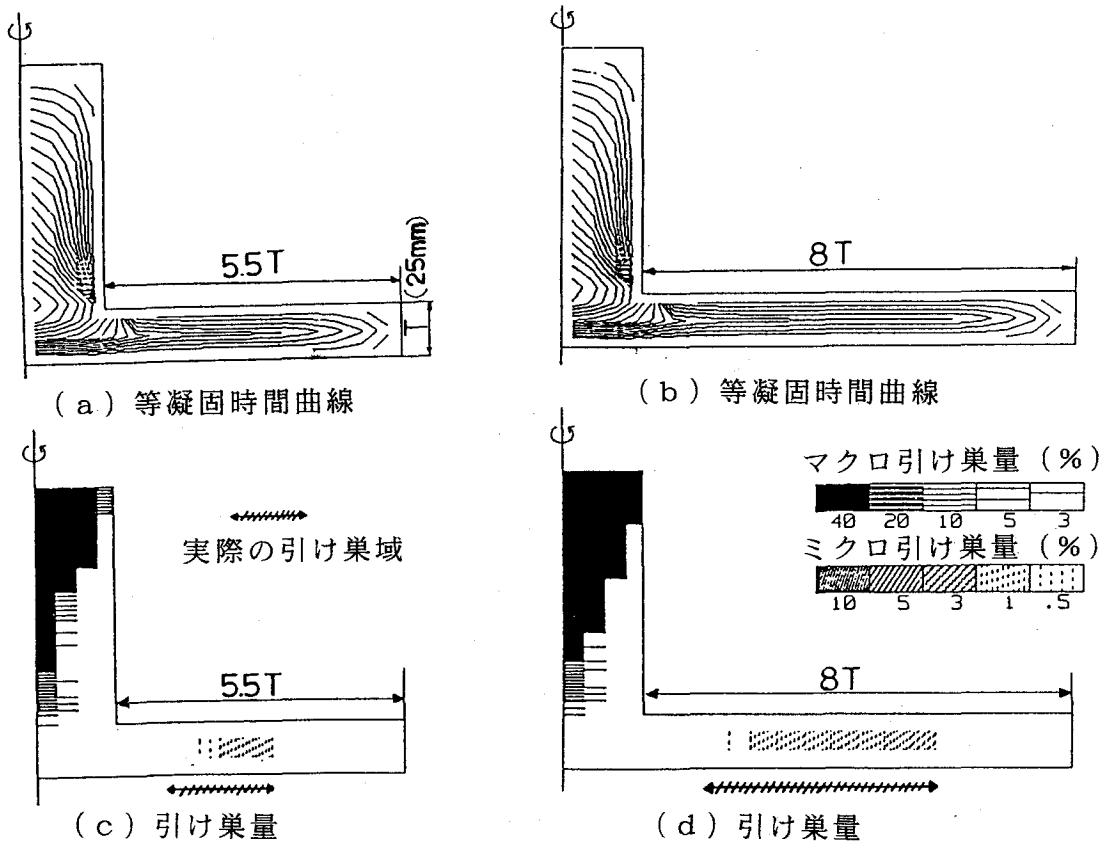 5.5T
T(25mm)
8T
(a)等凝固時間曲線
(b)等凝固時間曲線
実際の引け巣域
マクロ引け巣量(%)
40 20 10 5 3
ミクロ引け巣量(%)
10 5 3 1 .5
5.5T
8T
(c)引け巣量
(d)引け巣量